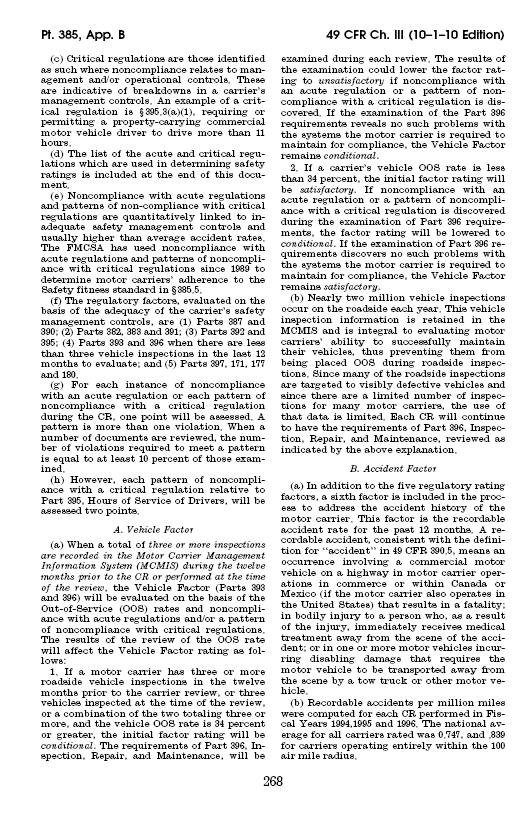 Pt. 385, App. B
49 CFR Ch. III (10–1–10 Edition)
(c) Critical regulations are those identified
as such where noncompliance relates to man-
agement and/or operational controls. These
are indicative of breakdowns in a carrier's
management controls. An example of a crit-
ical regulation is §395.3(a)(1), requiring or
permitting a property-carrying commercial
motor vehicle driver to drive more than 11
hours.
(d) The list of the acute and critical regu-
lations which are used in determining safety
ratings is included at the end of this docu-
ment.
(e) Noncompliance with acute regulations
and patterns of non-compliance with critical
regulations are quantitatively linked to in-
adequate safety management controls and
usually higher than average accident rates.
The FMCSA has used noncompliance with
acute regulations and patterns of noncompli-
ance with critical regulations since 1989 to
determine motor carriers' adherence to the
Safety fitness standard in §385.5.
(f) The regulatory factors, evaluated on the
basis of the adequacy of the carrier's safety
management controls, are (1) Parts 387 and
390; (2) Parts 382, 383 and 391; (3) Parts 392 and
395; (4) Parts 393 and 396 when there are less
than three vehicle inspections in the last 12
months to evaluate; and (5) Parts 397, 171, 177
and 180.
(g) For each instance of noncompliance
with an acute regulation or each pattern of
noncompliance with a critical regulation
during the CR, one point will be assessed. A
pattern is more than one violation. When a
number of documents are reviewed, the num-
ber of violations required to meet a pattern
is equal to at least 10 percent of those exam-
ined.
(h) However, each pattern of noncompli-
ance with a critical regulation relative to
Part 395, Hours of Service of Drivers, will be
assessed two points.
A. Vehicle Factor
(a) When a total of three or more inspections
are recorded in the Motor Carrier Management
Information System (MCMIS) during the twelve
months prior to the CR or performed at the time
of the review, the Vehicle Factor (Parts 393
and 396) will be evaluated on the basis of the
Out-of-Service (OOS) rates and noncompli-
ance with acute regulations and/or a pattern
of noncompliance with critical regulations.
The results of the review of the OOS rate
will affect the Vehicle Factor rating as fol-
lows:
1. If a motor carrier has three or more
roadside vehicle inspections in the twelve
months prior to the carrier review, or three
vehicles inspected at the time of the review,
or a combination of the two totaling three or
more, and the vehicle OOS rate is 34 percent
or greater, the initial factor rating will be
conditional. The requirements of Part 396, In-
spection, Repair, and Maintenance, will be
examined during each review. The results of
the examination could lower the factor rat-
ing to unsatisfactory if noncompliance with
an acute regulation or a pattern of non-
compliance with a critical regulation is dis-
covered. If the examination of the Part 396
requirements reveals no such problems with
the systems the motor carrier is required to
maintain for compliance, the Vehicle Factor
remains conditional.
2. If a carrier's vehicle OOS rate is less
than 34 percent, the initial factor rating will
be satisfactory. If noncompliance with an
acute regulation or a pattern of noncompli-
ance with a critical regulation is discovered
during the examination of Part 396 require-
ments, the factor rating will be lowered to
conditional. If the examination of Part 396 re-
quirements discovers no such problems with
the systems the motor carrier is required to
maintain for compliance, the Vehicle Factor
remains satisfactory.
(b) Nearly two million vehicle inspections
occur on the roadside each year. This vehicle
inspection information is retained in the
MCMIS and is integral to evaluating motor
carriers' ability to successfully maintain
their vehicles, thus preventing them from
being placed OOS during roadside inspec-
tions. Since many of the roadside inspections
are targeted to visibly defective vehicles and
since there are a limited number of inspec-
tions for many motor carriers, the use of
that data is limited. Each CR will continue
to have the requirements of Part 396, Inspec-
tion, Repair, and Maintenance, reviewed as
indicated by the above explanation.
B. Accident Factor
(a) In addition to the five regulatory rating
factors, a sixth factor is included in the proc-
ess to address the accident history of the
motor carrier. This factor is the recordable
accident rate for the past 12 months. A re-
cordable accident, consistent with the defini-
tion for "accident" in 49 CFR 390.5, means an
occurrence involving a commercial motor
vehicle on a highway in motor carrier oper-
ations in commerce or within Canada or
Mexico (if the motor carrier also operates in
the United States) that results in a fatality;
in bodily injury to a person who, as a result
of the injury, immediately receives medical
treatment away from the scene of the acci-
dent; or in one or more motor vehicles incur-
ring disabling damage that requires the
motor vehicle to be transported away from
the scene by a tow truck or other motor ve-
hicle.
(b) Recordable accidents per million miles
were computed for each CR performed in Fis-
cal Years 1994,1995 and 1996. The national av-
erage for all carriers rated was 0.747, and .839
for carriers operating entirely within the 100
air mile radius.
268